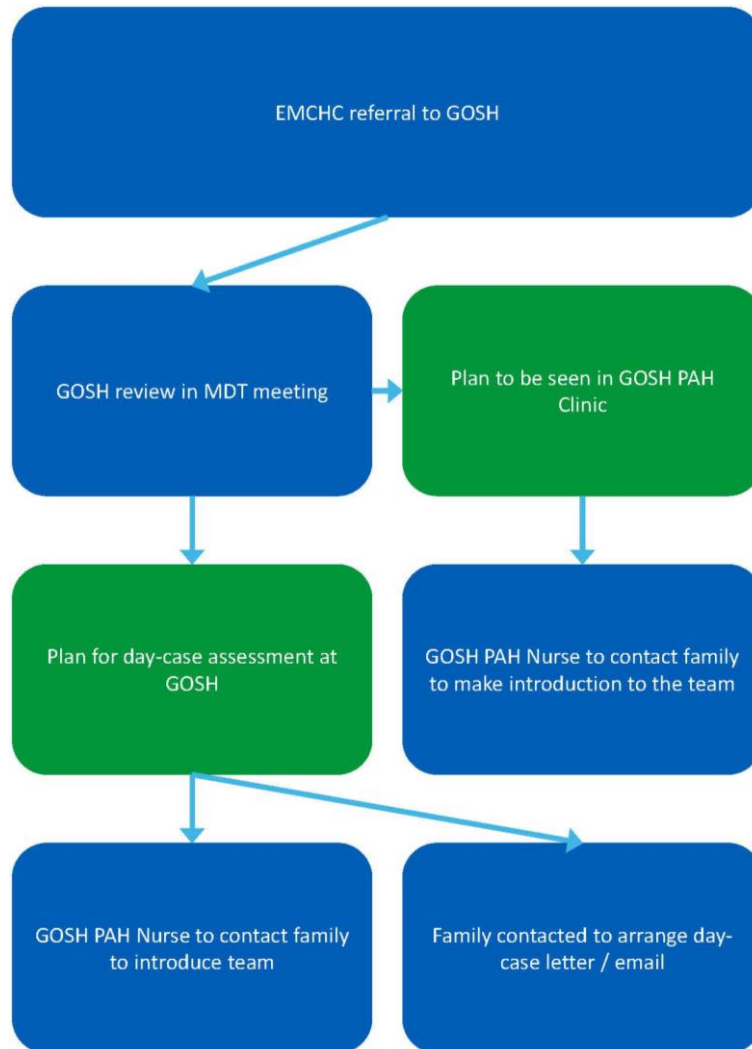 EMCHC referral to GOSH
GOSH review in MDT meeting
Plan to be seen in GOSH PAH
Clinic
Plan for day-case assessment at
GOSH
GOSH PAH Nurse to contact family
to make introduction to the team
GOSH PAH Nurse to contact family
to introduce team
Family contacted to arrange day-
case letter / email